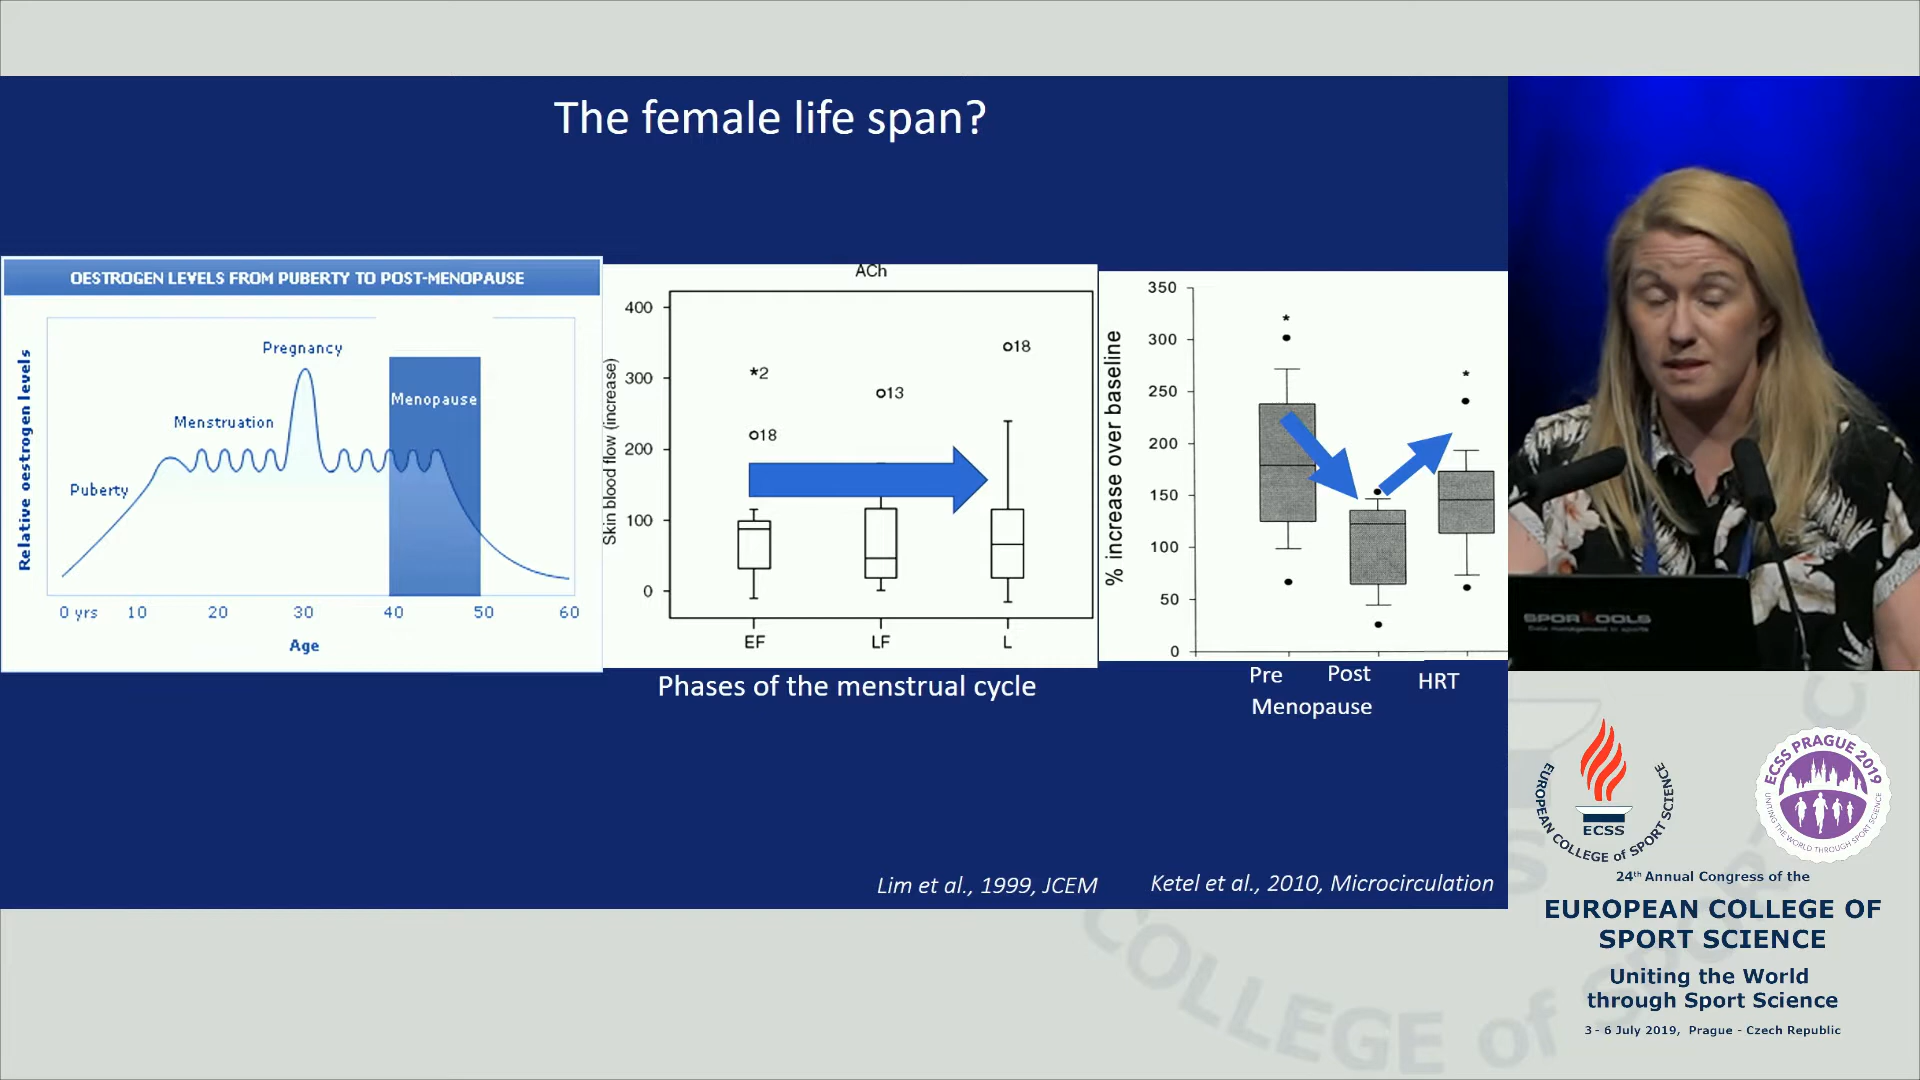 The female life span?
OESTROGEN LEVELS FROM PUBERTY TO POST-MENOPAUSE
Relative oestrogen levels
Puberty
Menstruation
Pregnancy
Menopause
0 yrs 10 20 30 40 50 60
Age
ACh
Skin blood flow (increase)
400
300
200
100
0
*2
o18
o13
o18
EF LF L
Phases of the menstrual cycle
% increase over baseline
350
300
250
200
150
100
50
0
*
*
Pre Post HRT
Menopause
Lim et al., 1999, JCEM
Ketel et al., 2010, Microcirculation
SPORTOOLS
Data management in sports
ECSS
EUROPEAN COLLEGE of SPORT SCIENCE
ECSS PRAGUE 2019
UNITING THE WORLD THROUGH SPORT SCIENCE
24th Annual Congress of the
EUROPEAN COLLEGE OF
SPORT SCIENCE
Uniting the World
through Sport Science
3 - 6 July 2019, Prague - Czech Republic
COLLEGE of SPORT SC